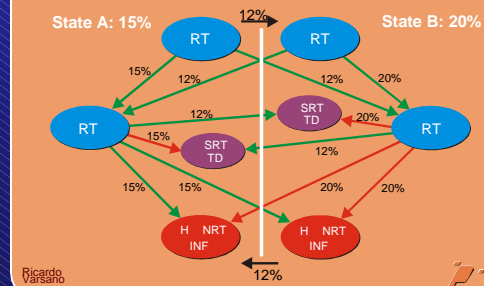 State A: 15%
12%
State B: 20%
RT
RT
15%
12%
12%
20%
RT
12%
SRT
TD
20%
RT
15%
SRT
TD
12%
15%
15%
20%
20%
H NRT
INF
H NRT
INF
12%
Ricardo
Varsano